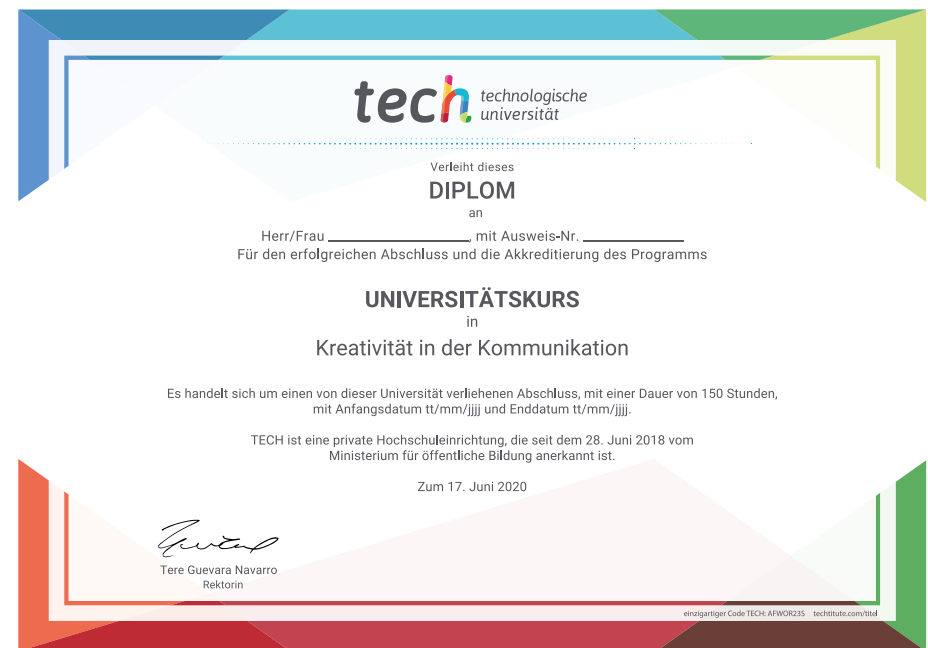 tech technologische
universität
Verleiht dieses
DIPLOM
an
Herr/Frau ____________________, mit Ausweis-Nr. ______________
Für den erfolgreichen Abschluss und die Akkreditierung des Programms
UNIVERSITÄTSKURS
in
Kreativität in der Kommunikation
Es handelt sich um einen von dieser Universität verliehenen Abschluss, mit einer Dauer von 150 Stunden,
mit Anfangsdatum tt/mm/jjjj und Enddatum tt/mm/jjjj.
TECH ist eine private Hochschuleinrichtung, die seit dem 28. Juni 2018 vom
Ministerium für öffentliche Bildung anerkannt ist.
Zum 17. Juni 2020
Tere Guevara Navarro
Rektorin
einzigartiger Code TECH: AFWOR23S techtitute.com/titel